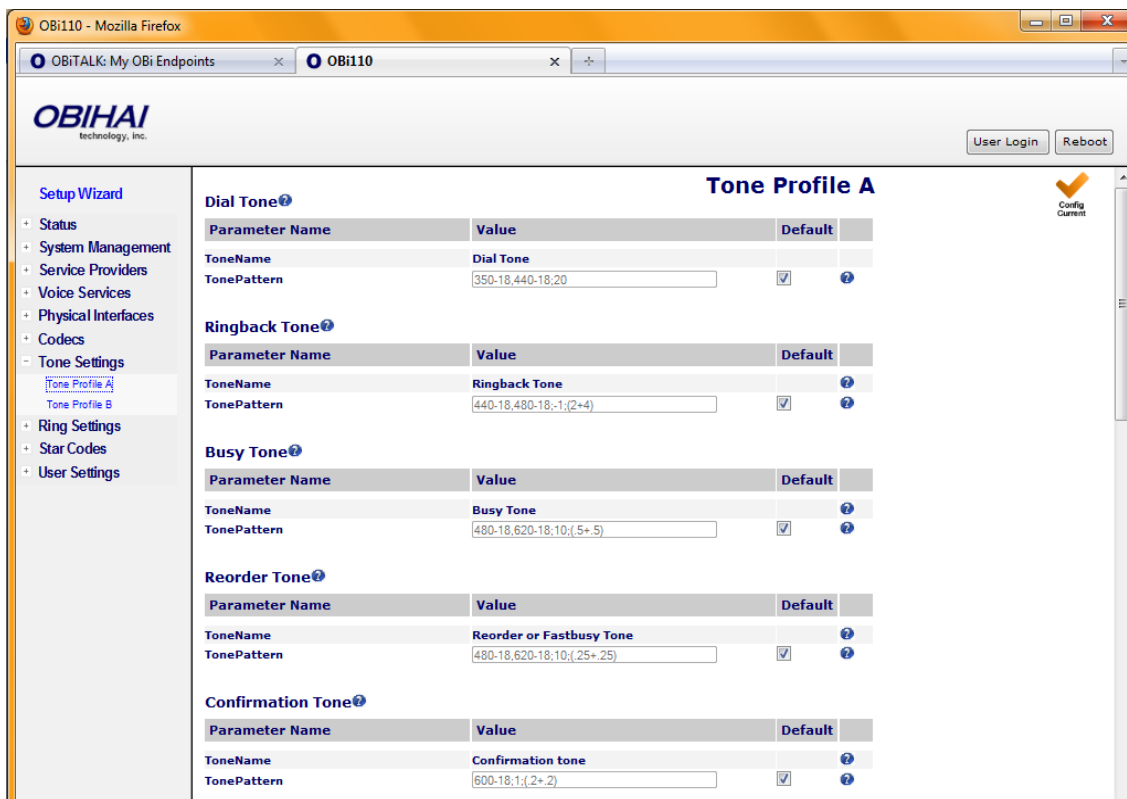 OBi110 - Mozilla Firefox
OBiTALK: My OBi Endpoints
OBi110
OBIHAI
technology, inc.
User Login
Reboot
Setup Wizard
Status
System Management
Service Providers
Voice Services
Physical Interfaces
Codecs
Tone Settings
Tone Profile A
Tone Profile B
Ring Settings
Star Codes
User Settings
Tone Profile A
Config
Current
Dial Tone
Parameter Name Value Default
ToneName Dial Tone
TonePattern 350-18,440-18;20
Ringback Tone
Parameter Name Value Default
ToneName Ringback Tone
TonePattern 440-18,480-18;-1;(2+4)
Busy Tone
Parameter Name Value Default
ToneName Busy Tone
TonePattern 480-18,620-18;10;(.5+.5)
Reorder Tone
Parameter Name Value Default
ToneName Reorder or Fastbusy Tone
TonePattern 480-18,620-18;10;(.25+.25)
Confirmation Tone
Parameter Name Value Default
ToneName Confirmation tone
TonePattern 600-18;1;(.2+.2)